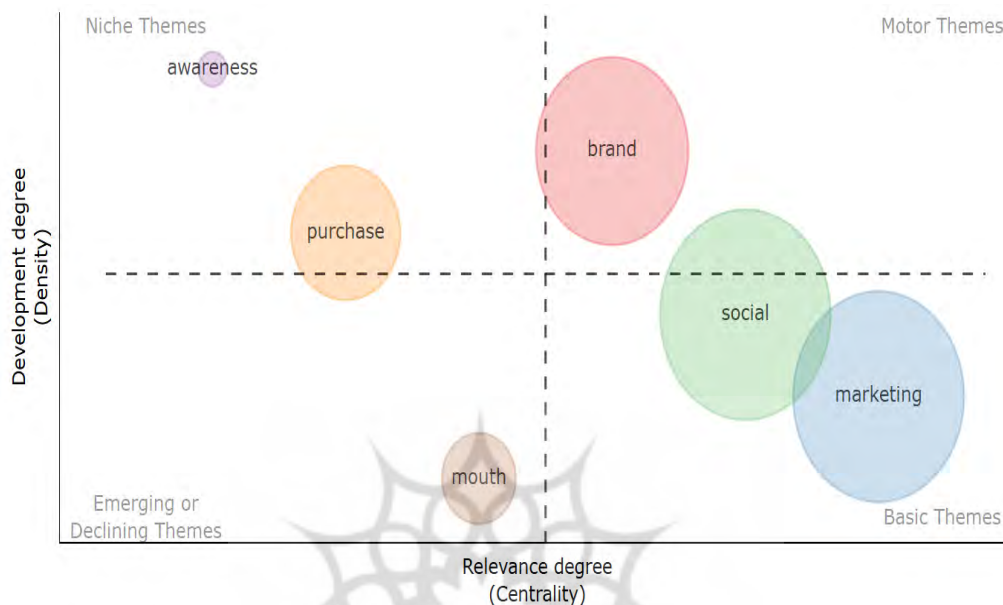 Niche Themes
Motor Themes
awareness
brand
purchase
social
marketing
mouth
Emerging or
Declining Themes
Basic Themes
Development degree
(Density)
Relevance degree
(Centrality)